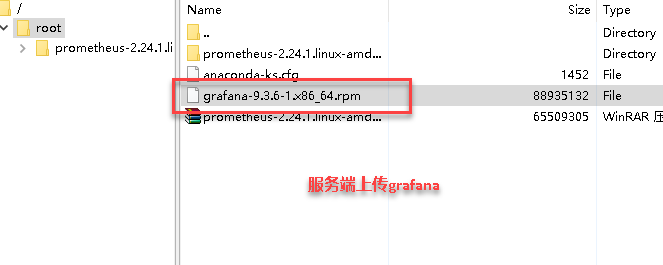 /
root
prometheus-2.24.1.li
Name
Size
Type
..
Directory
prometheus-2.24.1.linux-amd...
Directory
anaconda-ks.cfg
1452
File
grafana-9.3.6-1.x86_64.rpm
88935132
File
prometheus-2.24.1.linux-amd...
65509305
WinRAR 压
服务端上传grafana